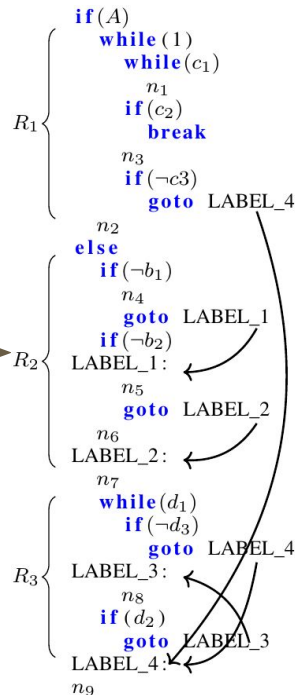 if(A)
while(1)
while(c₁)
n₁
if(c₂)
break
n₃
if(¬c3)
goto LABEL_4
n₂
else
if(¬b₁)
n₄
goto LABEL_1
if(¬b₂)
LABEL_1:
n₅
goto LABEL_2
n₆
LABEL_2:
n₇
while(d₁)
if(¬d₃)
goto LABEL_4
LABEL_3:
n₈
if(d₂)
goto LABEL_3
LABEL_4:
n₉
R₁
R₂
R₃